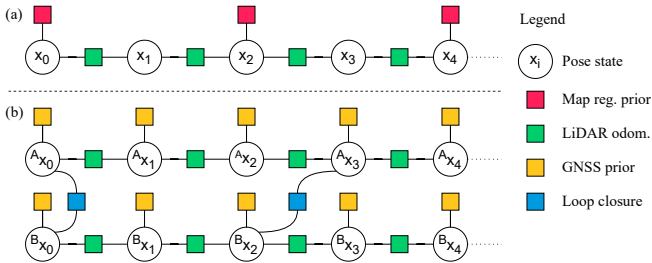 (a)
Legend
x0 x1 x2 x3 x4
xi Pose state
Map reg. prior
(b)
LiDAR odom.
Ax0 Ax1 Ax2 Ax3 Ax4
GNSS prior
Loop closure
Bx0 Bx1 Bx2 Bx3 Bx4